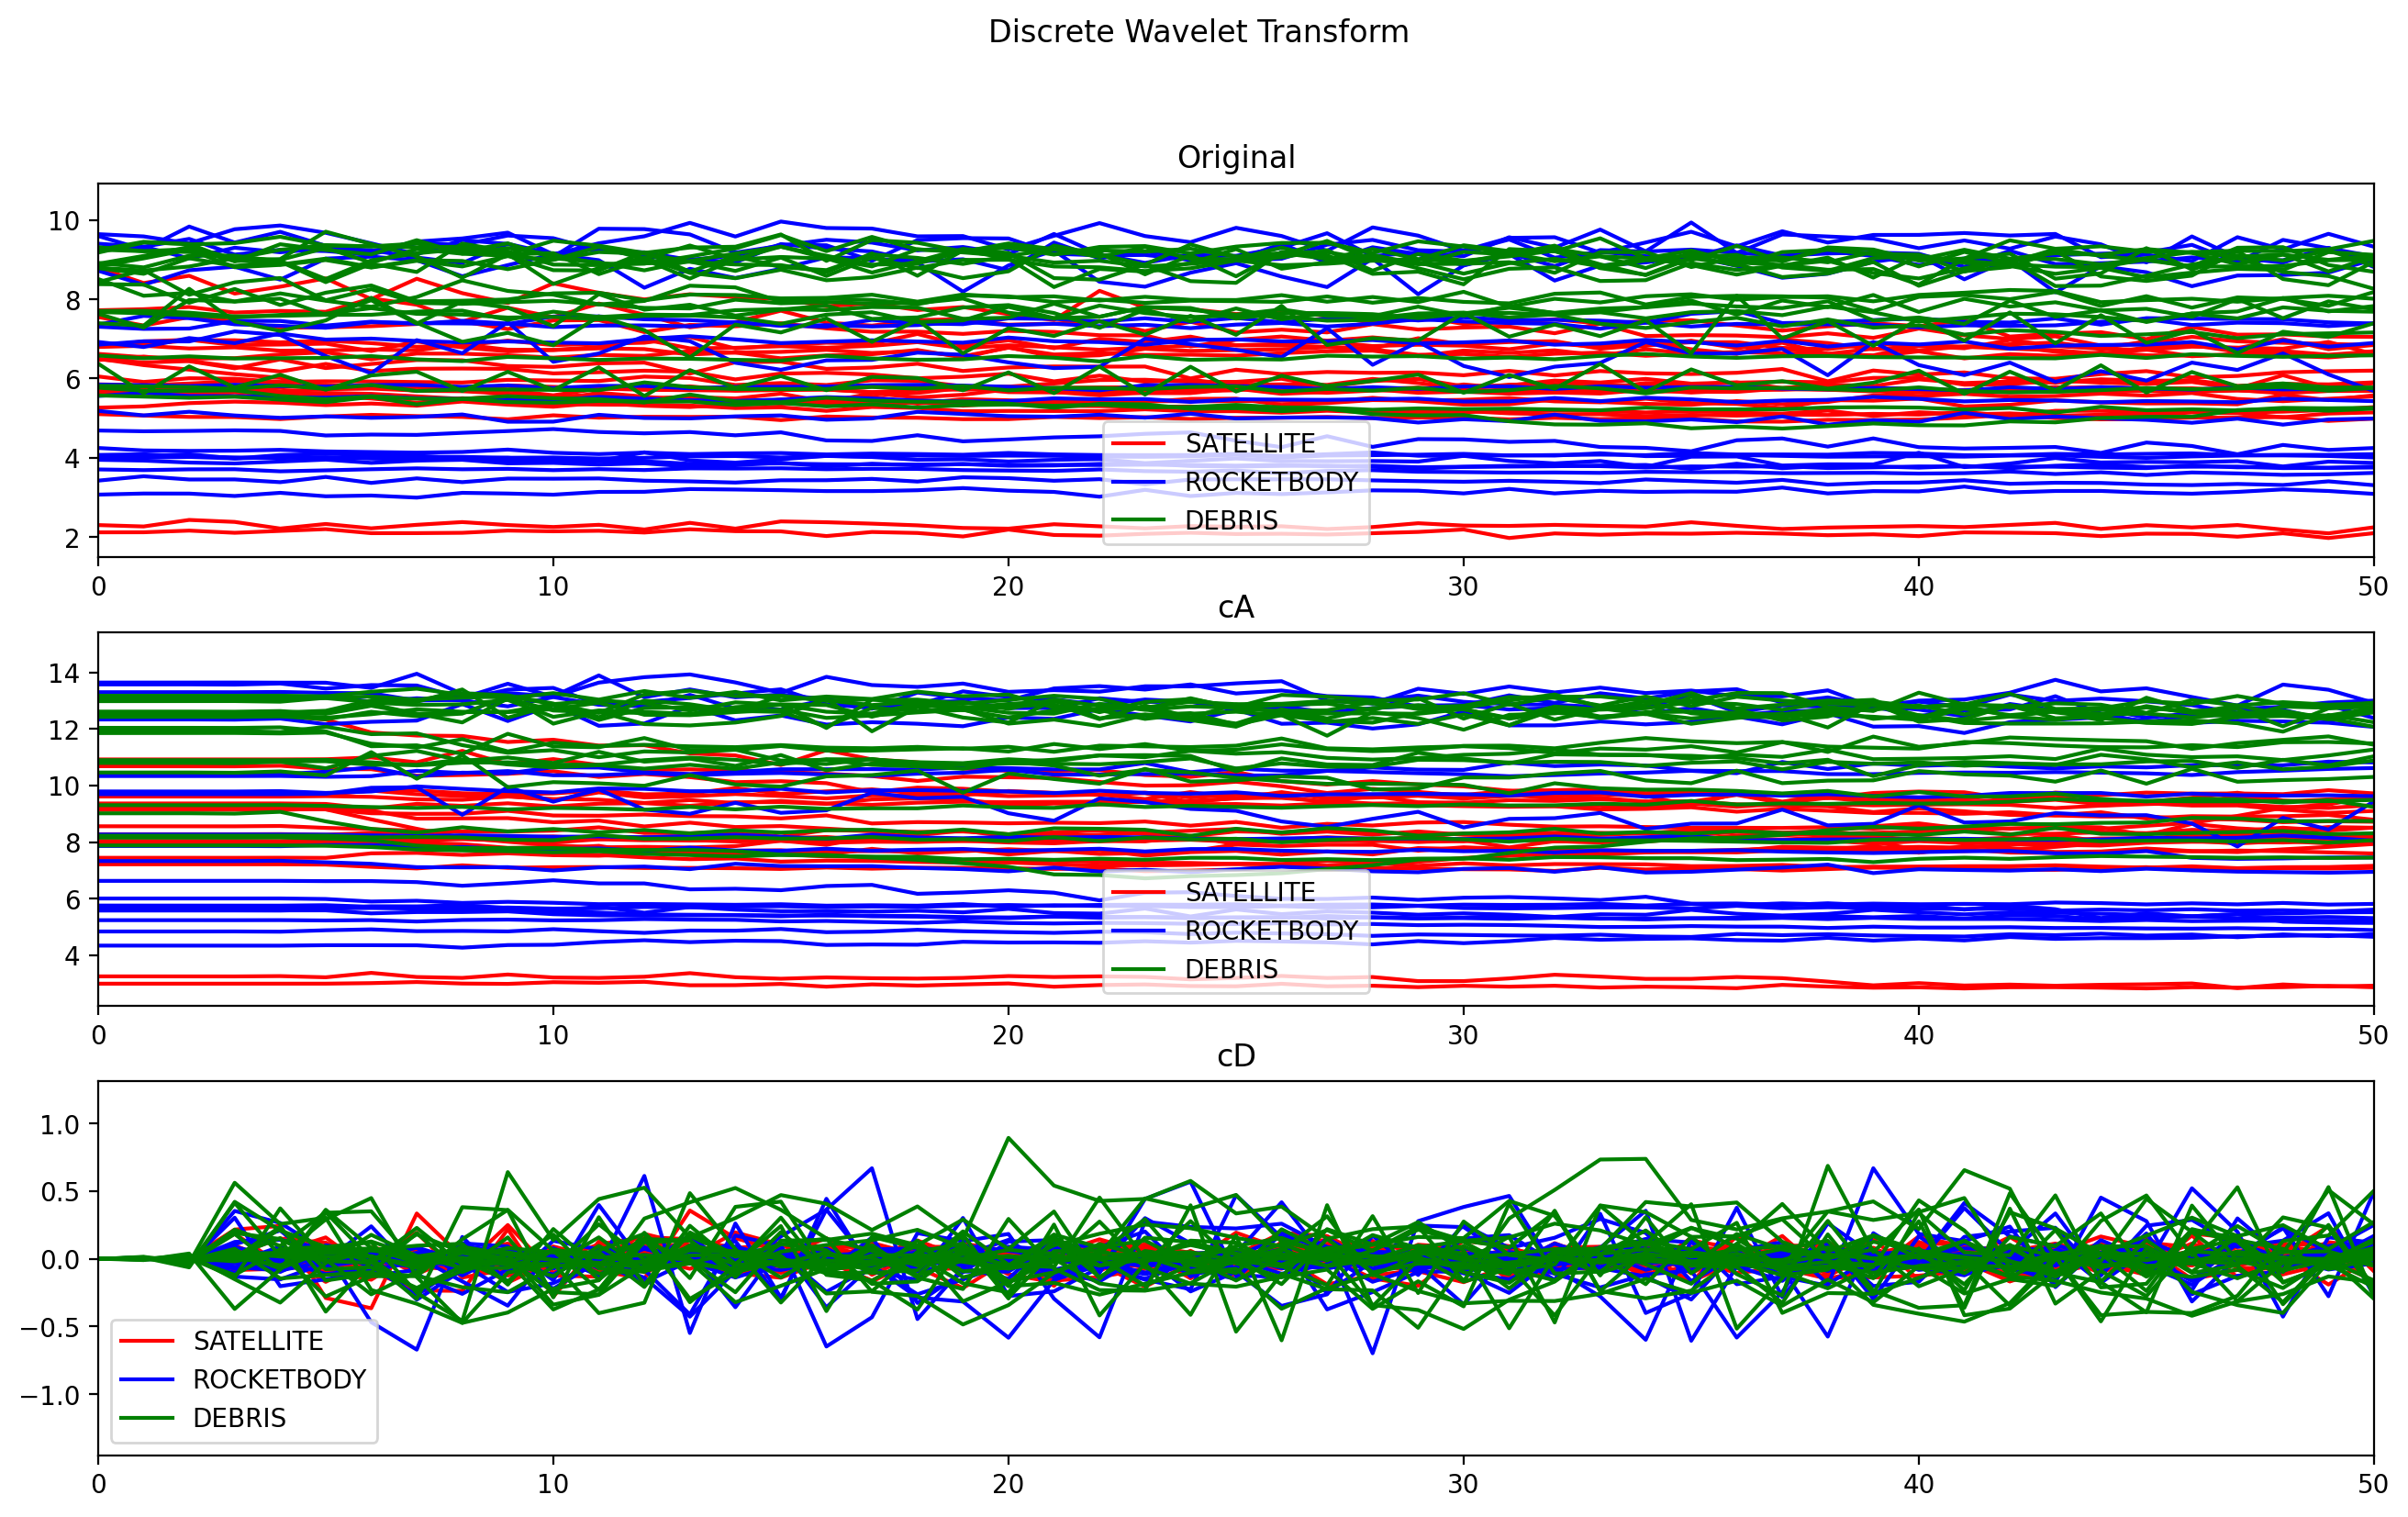 Discrete Wavelet Transform
Original
10
8
6
4
2
SATELLITE
ROCKETBODY
DEBRIS
0 10 20 30 40 50
cA
14
12
10
8
6
4
SATELLITE
ROCKETBODY
DEBRIS
0 10 20 30 40 50
cD
1.0
0.5
0.0
−0.5
−1.0
SATELLITE
ROCKETBODY
DEBRIS
0 10 20 30 40 50